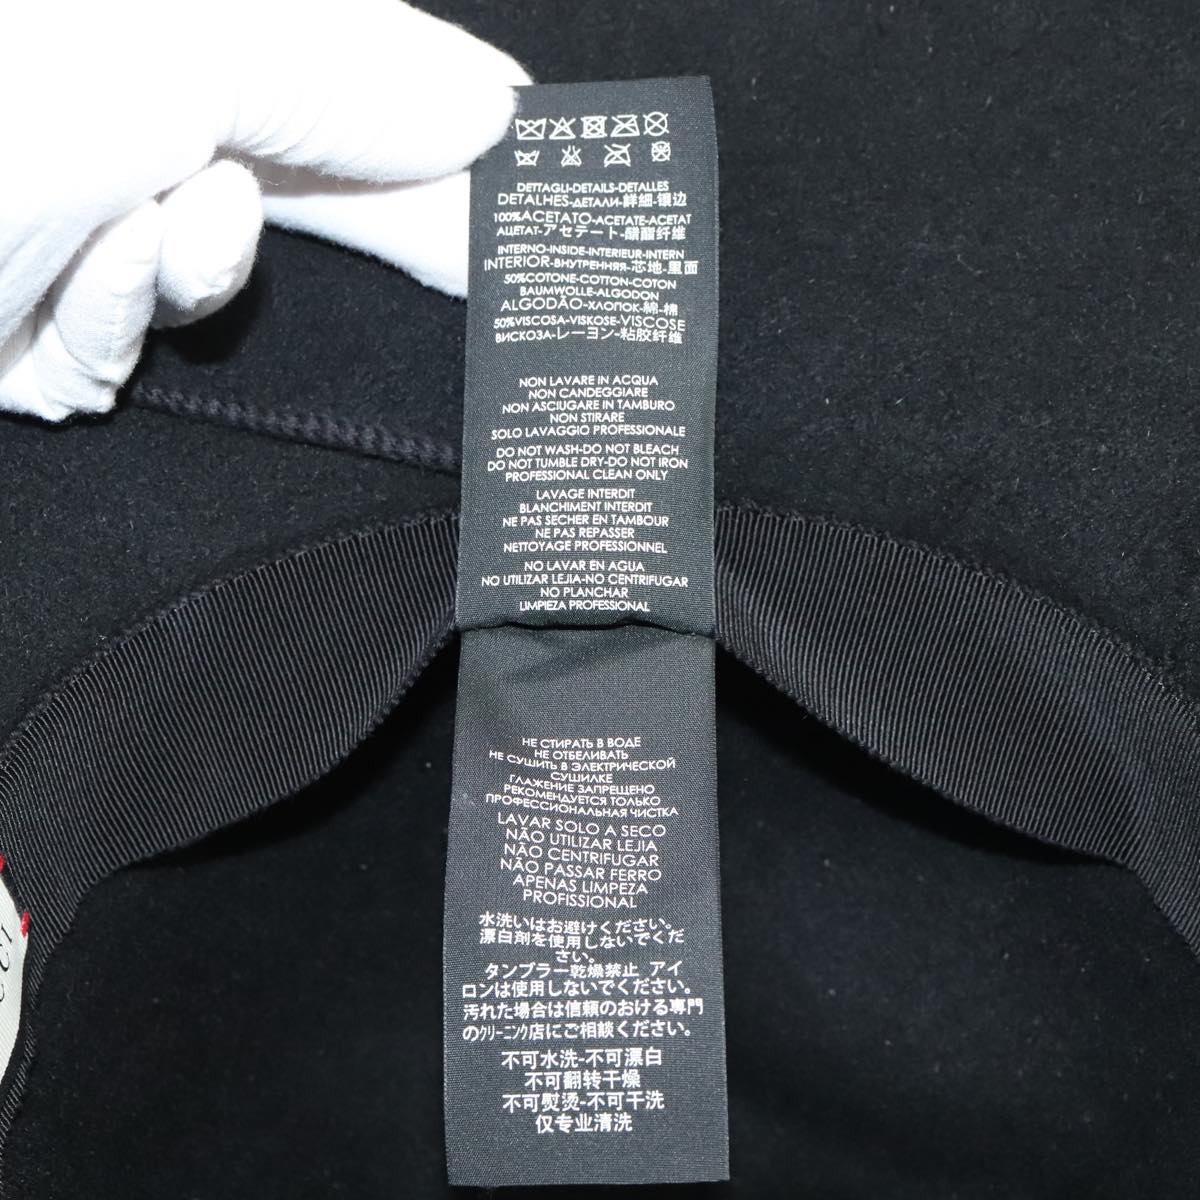 DETTAGLI-DETAILS-DETALLES
DETALHES-ДЕТАЛИ-詳細-镶边
100%ACETATO-ACETATE-ACETAT
АЦЕТАТ-アセテート-醋酸纤维
INTERNO-INSIDE-INTERIEUR-INTERN
INTERIOR-ВНУТРЕННЯЯ-芯地-里面
50%COTONE-COTTON-COTON
BAUMWOLLE-ALGODON
ALGODÃO-ХЛОПОК-綿-棉
50%VISCOSA-VISKOSE-VISCOSE
ВИСКОЗА-レーヨン-粘胶纤维
NON LAVARE IN ACQUA
NON CANDEGGIARE
NON ASCIUGARE IN TAMBURO
NON STIRARE
SOLO LAVAGGIO PROFESSIONALE
DO NOT WASH-DO NOT BLEACH
DO NOT TUMBLE DRY-DO NOT IRON
PROFESSIONAL CLEAN ONLY
LAVAGE INTERDIT
BLANCHIMENT INTERDIT
NE PAS SECHER EN TAMBOUR
NE PAS REPASSER
NETTOYAGE PROFESSIONNEL
NO LAVAR EN AGUA
NO UTILIZAR LEJIA-NO CENTRIFUGAR
NO PLANCHAR
LIMPIEZA PROFESSIONAL
НЕ СТИРАТЬ В ВОДЕ
НЕ ОТБЕЛИВАТЬ
НЕ СУШИТЬ В ЭЛЕКТРИЧЕСКОЙ
СУШИЛКЕ
ГЛАЖЕНИЕ ЗАПРЕЩЕНО
РЕКОМЕНДУЕТСЯ ТОЛЬКО
ПРОФЕССИОНАЛЬНАЯ ЧИСТКА
LAVAR SOLO A SECO
NÃO UTILIZAR LEJIA
NÃO CENTRIFUGAR
NÃO PASSAR FERRO
APENAS LIMPEZA
PROFISSIONAL
水洗いはお避けください。
漂白剤を使用しないでくだ
さい。
タンブラー乾燥禁止 アイ
ロンは使用しないでください。
汚れた場合は信頼のおける専門
のクリーニング店にご相談ください。
不可水洗-不可漂白
不可翻转干燥
不可熨烫-不可干洗
仅专业清洗